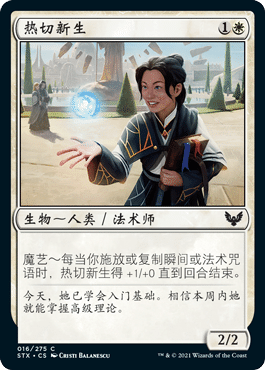 热切新生 1
生物～人类 / 法术师
魔艺～每当你施放或复制瞬间或法术咒
语时，热切新生得 +1/+0 直到回合结束。
今天，她已学会入门基础。相信本周内她
就能掌握高级理论。
2/2
016/275 C
STX • CS CRISTI BALANESCU
™ & © 2021 Wizards of the Coast